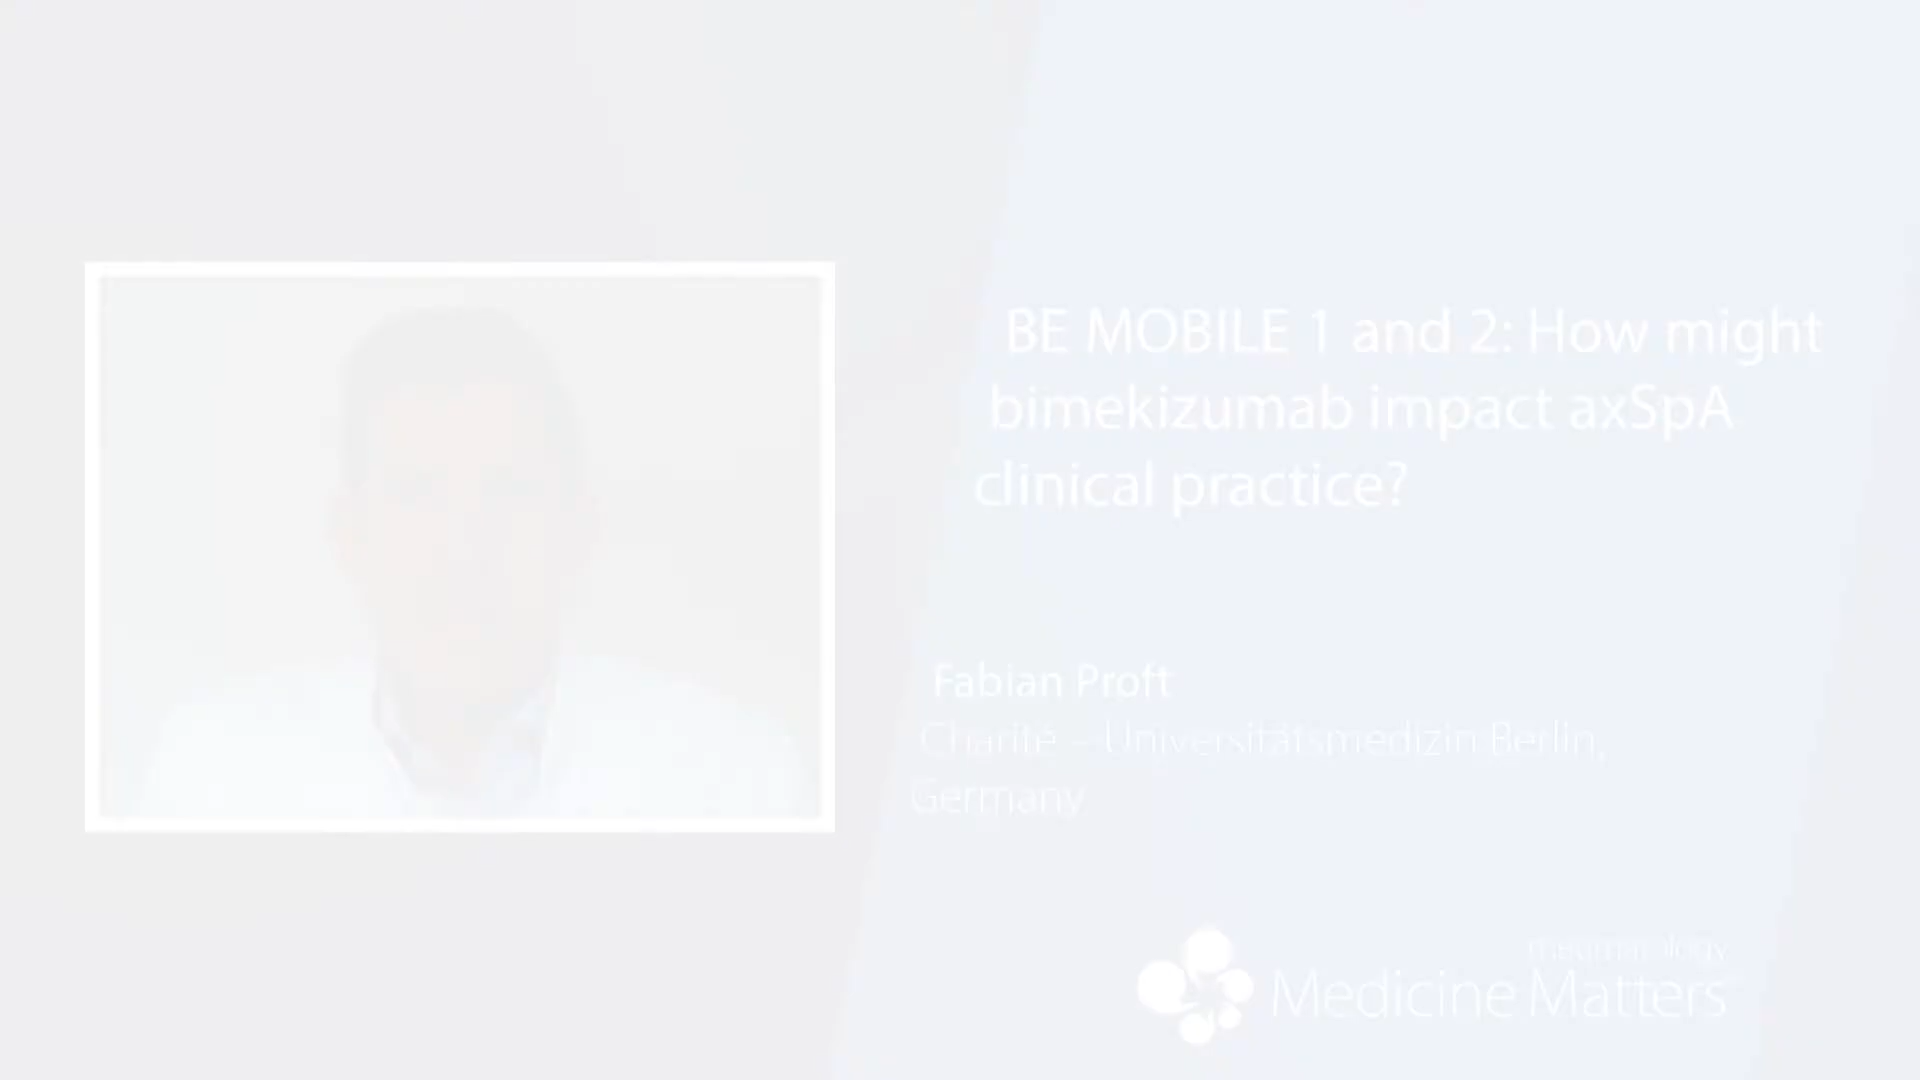 BE MOBILE 1 and 2: How might
bimekizumab impact axSpA
clinical practice?
Fabian Proft
Charité – Universitätsmedizin Berlin,
Germany
rheumatology
Medicine Matters